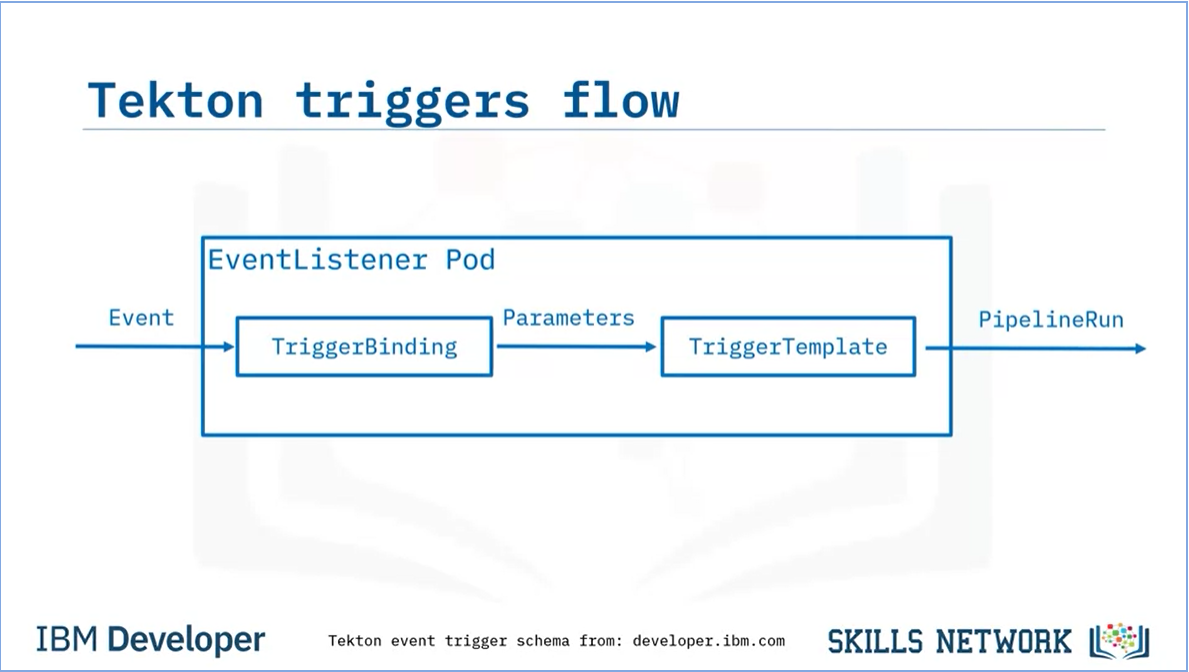 Tekton triggers flow
EventListener Pod
Event
TriggerBinding
Parameters
TriggerTemplate
PipelineRun
IBM Developer
Tekton event trigger schema from: developer.ibm.com
SKILLS NETWORK